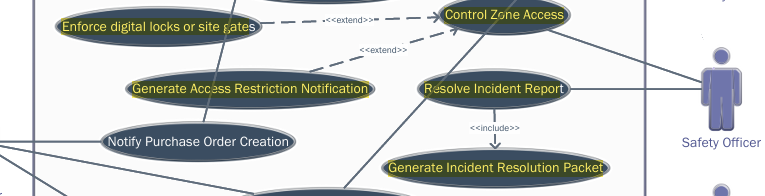 Control Zone Access
<<extend>>
Enforce digital locks or site gates
<<extend>>
Generate Access Restriction Notification
Resolve Incident Report
<<include>>
Notify Purchase Order Creation
Safety Officer
Generate Incident Resolution Packet